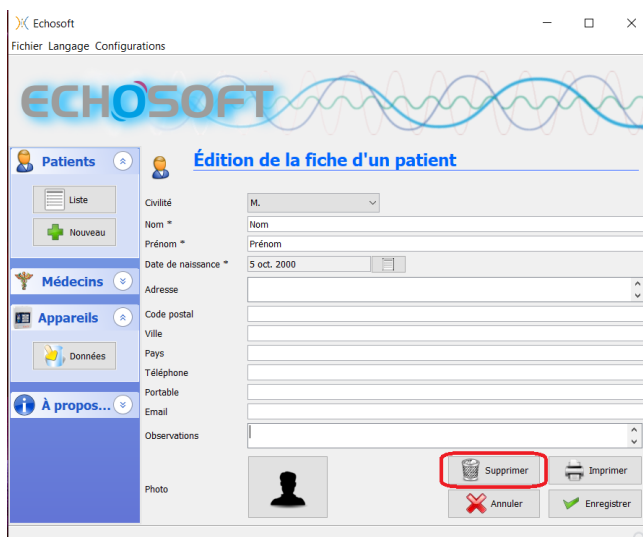 Echosoft
Fichier Langage Configurations
ECHOSOFT
Patients
Liste
Nouveau
Médecins
Appareils
Données
À propos...
Édition de la fiche d'un patient
Civilité M.
Nom * Nom
Prénom * Prénom
Date de naissance * 5 oct. 2000
Adresse
Code postal
Ville
Pays
Téléphone
Portable
Email
Observations
Photo
Supprimer Imprimer
Annuler Enregistrer